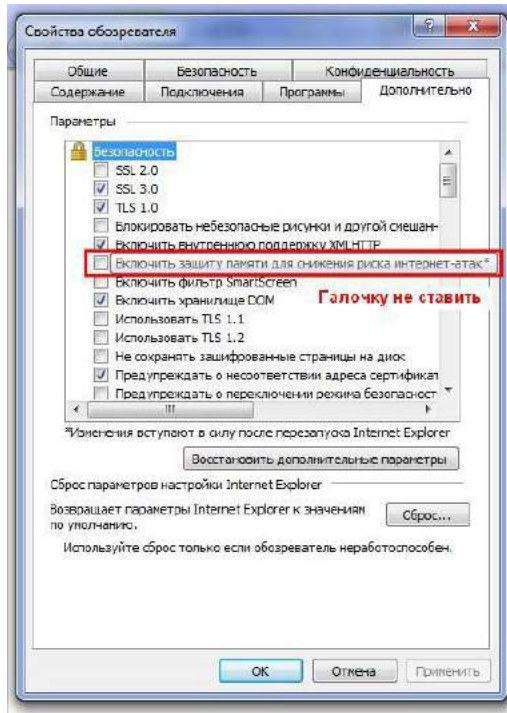 Свойства обозревателя
Общие Безопасность Конфиденциальность
Содержание Подключения Программы Дополнительно
Параметры
Безопасность
SSL 2.0
SSL 3.0
TLS 1.0
Блокировать небезопасные рисунки и другой смешан
Включить внутреннюю поддержку XMLHTTP
Включить защиту памяти для снижения риска интернет-атак*
Включить фильтр SmartScreen
Включить хранилище DOM
Галочку не ставить
Использовать TLS 1.1
Использовать TLS 1.2
Не сохранять зашифрованные страницы на диск
Предупреждать о несоответствии адреса сертификат
Предупреждать о переключении режима безопасност
*Изменения вступают в силу после перезапуска Internet Explorer
Восстановить дополнительные параметры
Сброс параметров настройки Internet Explorer
Возвращает параметры Internet Explorer к значениям
по умолчанию.
Сброс...
Используйте сброс только если обозреватель неработоспособен.
OK Отмена Применить